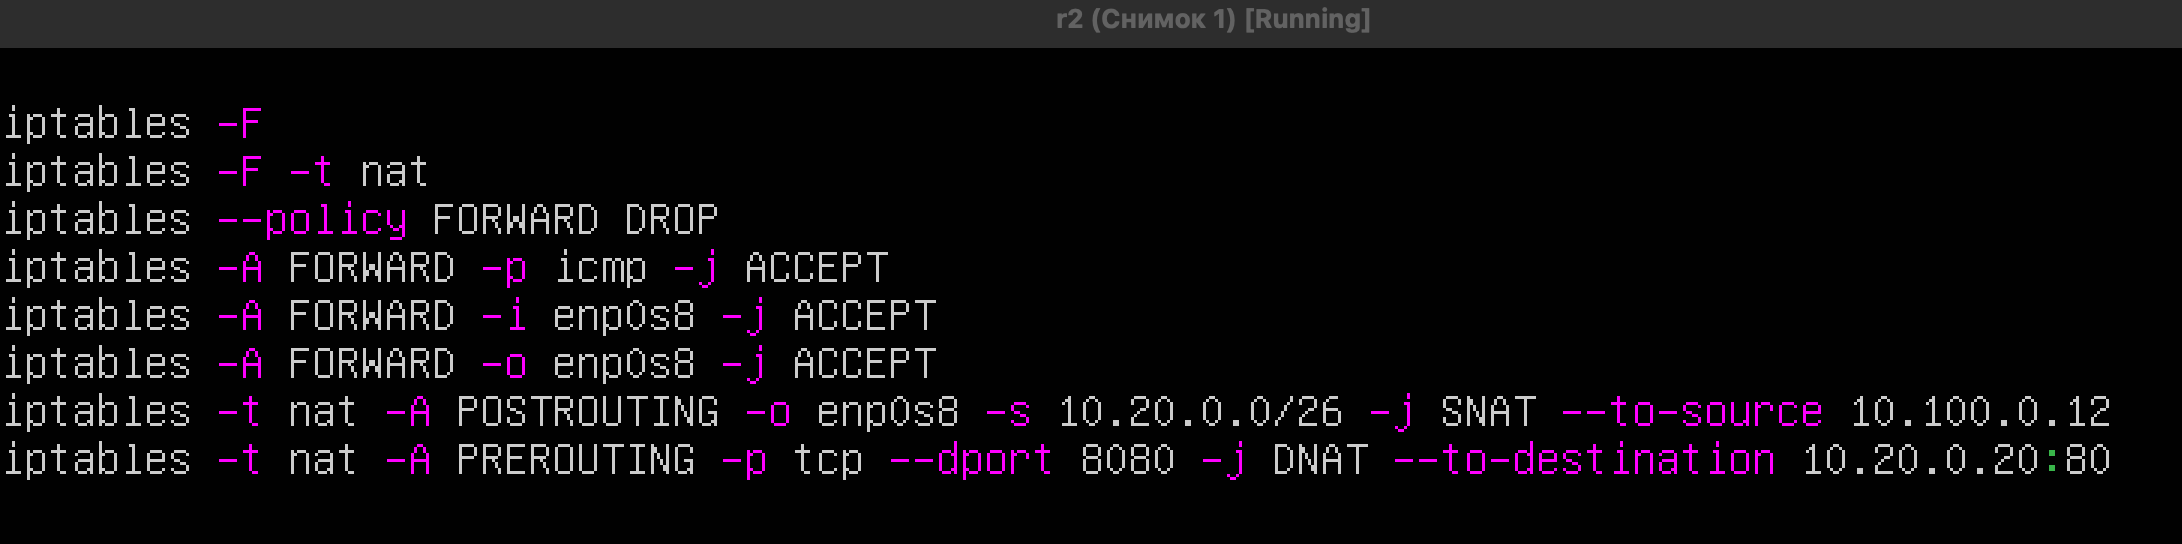 r2 (Снимок 1) [Running]
iptables -F
iptables -F -t nat
iptables --policy FORWARD DROP
iptables -A FORWARD -p icmp -j ACCEPT
iptables -A FORWARD -i enp0s8 -j ACCEPT
iptables -A FORWARD -o enp0s8 -j ACCEPT
iptables -t nat -A POSTROUTING -o enp0s8 -s 10.20.0.0/26 -j SNAT --to-source 10.100.0.12
iptables -t nat -A PREROUTING -p tcp --dport 8080 -j DNAT --to-destination 10.20.0.20:80